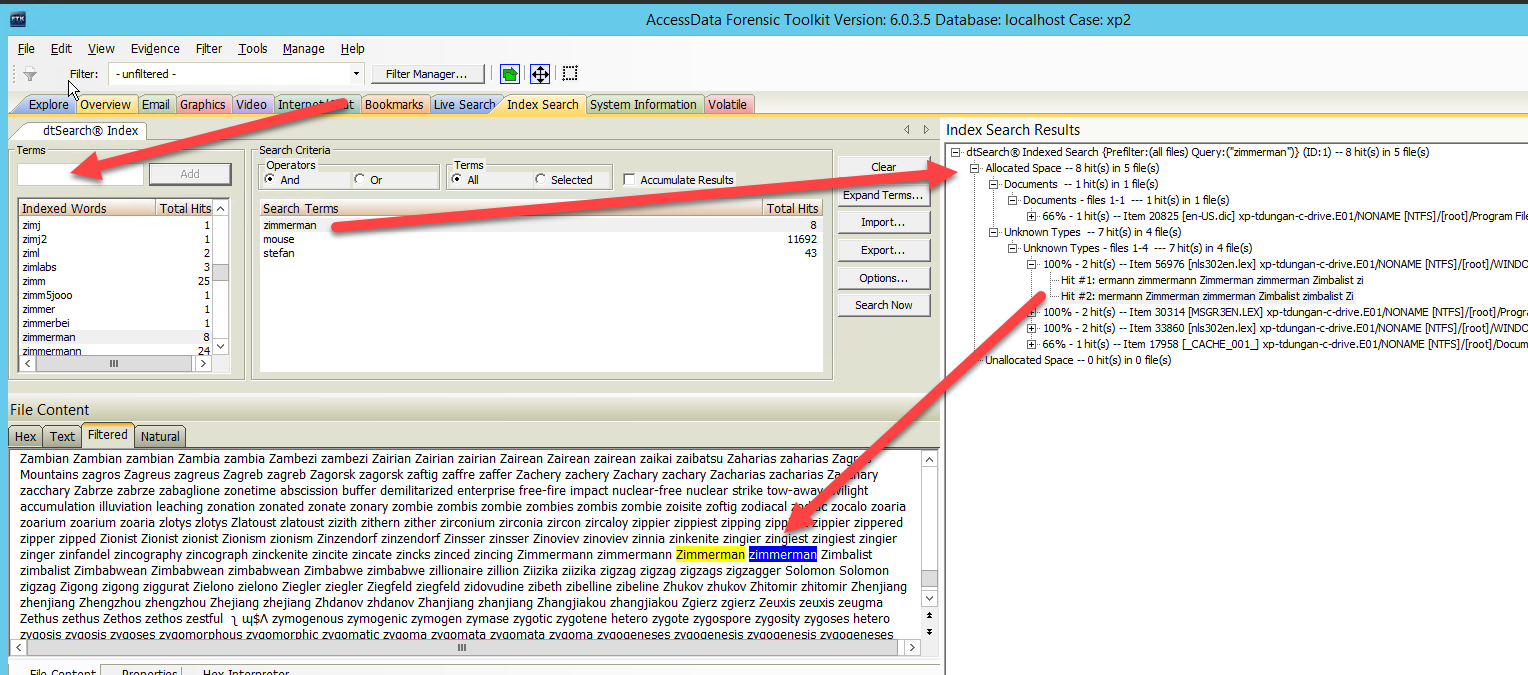 FTK
AccessData Forensic Toolkit Version: 6.0.3.5 Database: localhost Case: xp2
File Edit View Evidence Filter Tools Manage Help
Filter: - unfiltered - Filter Manager...
Explore Overview Email Graphics Video Bookmarks Live Search Index Search System Information Volatile
dtSearch® Index
Terms
Add
Indexed Words Total Hits
zimj 1
zimj2 1
ziml 2
zimlabs 3
zimm 25
zimm5jooo 1
zimmer 1
zimmerbei 1
zimmerman 8
zimmermann 24
Search Criteria
Operators
And Or
Terms
All Selected
Accumulate Results
Search Terms Total Hits
zimmerman 8
mouse 11692
stefan 43
Clear
Expand Terms...
Import...
Export...
Options...
Search Now
Index Search Results
dtSearch® Indexed Search {Prefilter:(all files) Query:("zimmerman")} (ID:1) -- 8 hit(s) in 5 file(s)
Allocated Space -- 8 hit(s) in 5 file(s)
Documents -- 1 hit(s) in 1 file(s)
Documents - files 1-1 --- 1 hit(s) in 1 file(s)
66% - 1 hit(s) -- Item 20825 [en-US.dic] xp-tdungan-c-drive.E01/NONAME [NTFS]/[root]/Program File
Unknown Types -- 7 hit(s) in 4 file(s)
Unknown Types - files 1-4 --- 7 hit(s) in 4 file(s)
100% - 2 hit(s) -- Item 56976 [nls302en.lex] xp-tdungan-c-drive.E01/NONAME [NTFS]/[root]/WINDO
Hit #1: ermann zimmermann Zimmerman zimmerman Zimbalist zi
Hit #2: mermann Zimmerman zimmerman Zimbalist zimbalist Zi
100% - 2 hit(s) -- Item 30314 [MSGR3EN.LEX] xp-tdungan-c-drive.E01/NONAME [NTFS]/[root]/Progra
100% - 2 hit(s) -- Item 33860 [nls302en.lex] xp-tdungan-c-drive.E01/NONAME [NTFS]/[root]/WINDO
66% - 1 hit(s) -- Item 17958 [_CACHE_001_] xp-tdungan-c-drive.E01/NONAME [NTFS]/[root]/Docum
Unallocated Space -- 0 hit(s) in 0 file(s)
File Content
Hex Text Filtered Natural
Zambian Zambian zambian Zambia zambia Zambezi zambezi Zairian Zairian zairian Zairean Zairean zairean zaikai zaibatsu Zaharias zaharias
Mountains zagros Zagreus zagreus Zagreb zagreb Zagorsk zagorsk zaftig zaffre zaffer Zachery zachery Zachary zachary Zacharias zacharias
zacchary Zabrze zabrze zabaglione zonetime abscission buffer demilitarized enterprise free-fire impact nuclear-free nuclear strike tow-away
accumulation illuviation leaching zonation zonated zonate zonary zombie zombis zombie zombies zombis zombie zoisite zoftig zodiacal zocalo zoaria
zoarium zoarium zoaria zlotys zlotys Zlatoust zlatoust zizith zithern zither zirconium zirconia zircon zircaloy zippier zippiest zipping zippier zippered
zipper zipped Zionist Zionist zionist Zionism zionism Zinzendorf zinzendorf Zinsser zinsser Zinoviev zinoviev zinnia zinkenite zingier zingiest zingiest zingier
zinger zinfandel zincography zincograph zinckenite zincite zincate zincks zinced zincing Zimmermann zimmermann Zimmerman zimmerman Zimbalist
zimbalist Zimbabwean Zimbabwean zimbabwean Zimbabwe zimbabwe zillionaire zillion Ziizika ziizika zigzag zigzag zigzags zigzagger Solomon Solomon
zigzag Zigong zigong ziggurat Zielono zielono Ziegler ziegler Ziegfeld ziegfeld zidovudine zibeth zibelline zibeline Zhukov zhukov Zhitomir zhitomir Zhenjiang
zhenjiang Zhengzhou zhengzhou Zhejiang zhejiang Zhdanov zhdanov Zhanjiang zhanjiang Zhangjiakou zhangjiakou Zgierz zgierz Zeuxis zeuxis zeugma
Zethus zethus Zethos zethos zestful zymogenous zymogenic zymogen zymase zygotic zygotene hetero zygote zygospore zygosity zygoses hetero
zygosis zygosis zygoses zygomorphous zygomorphic zygomatic zygoma zygomata zygomata zygoma zygogeneses zygogenesis zygogenesis zygogeneses
File Content Properties Hex Interpreter